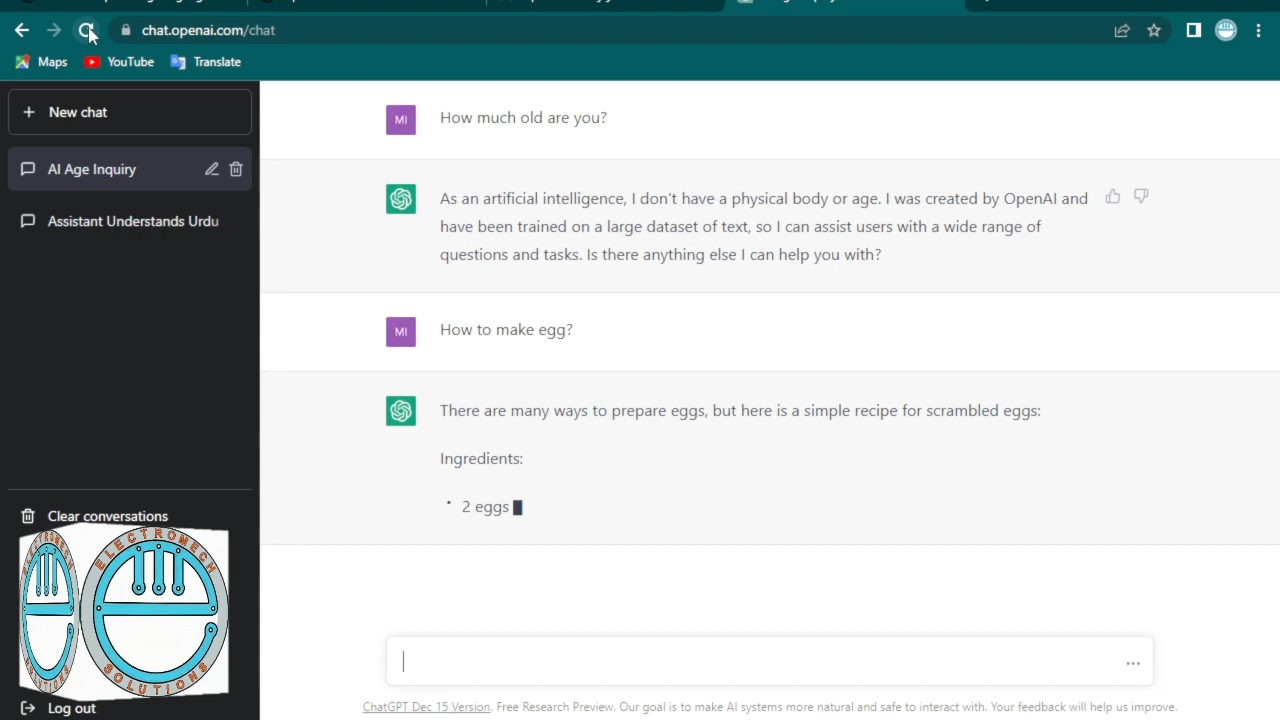 chat.openai.com/chat
Maps YouTube Translate
New chat
AI Age Inquiry
Assistant Understands Urdu
Clear conversations
ELECTROMECH
SOLUTIONS
ELECTROMECH
SOLUTIONS
Log out
MI How much old are you?
As an artificial intelligence, I don't have a physical body or age. I was created by OpenAI and
have been trained on a large dataset of text, so I can assist users with a wide range of
questions and tasks. Is there anything else I can help you with?
MI How to make egg?
There are many ways to prepare eggs, but here is a simple recipe for scrambled eggs:
Ingredients:
• 2 eggs
ChatGPT Dec 15 Version. Free Research Preview. Our goal is to make AI systems more natural and safe to interact with. Your feedback will help us improve.